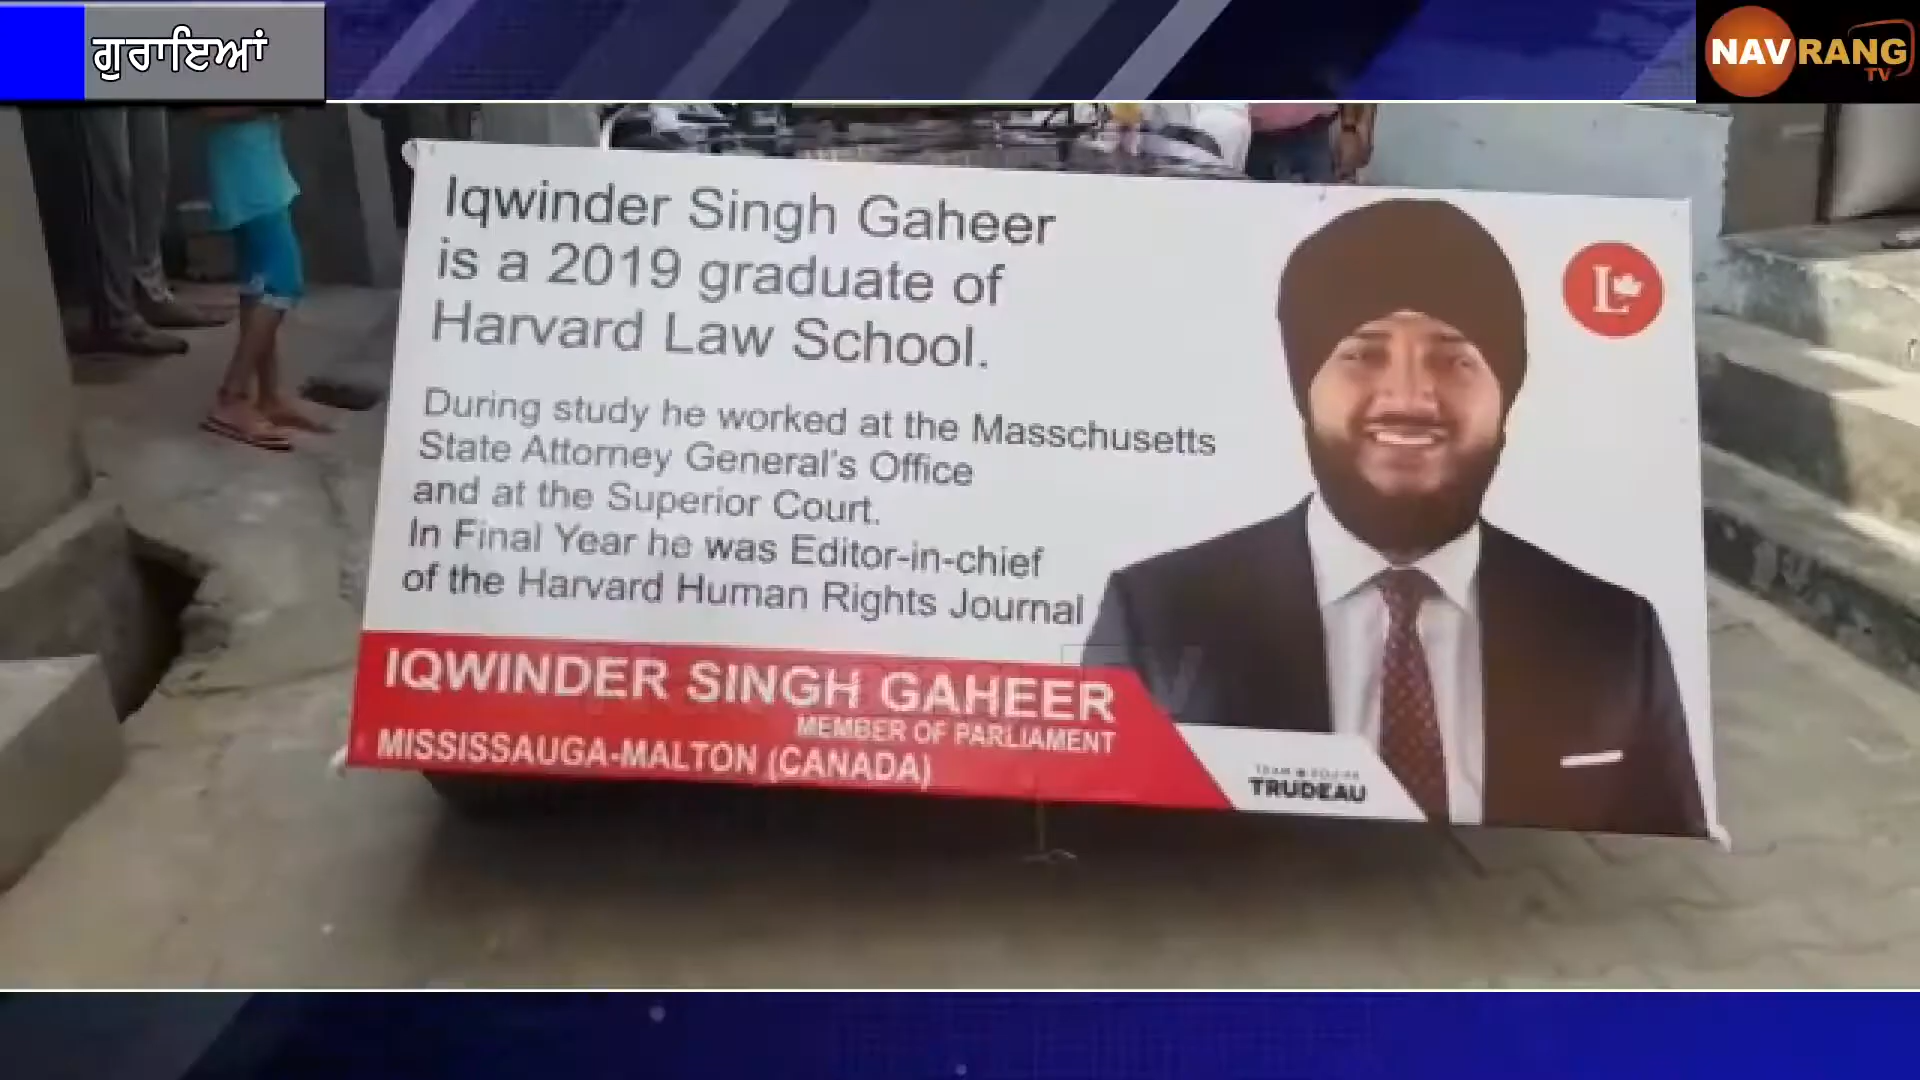 ਗੁਰਾਇਆਂ
NAVRANG
TV
Iqwinder Singh Gaheer
is a 2019 graduate of
Harvard Law School.
L
During study he worked at the Masschusetts
State Attorney General's Office
and at the Superior Court.
In Final Year he was Editor-in-chief
of the Harvard Human Rights Journal
IQWINDER SINGH GAHEER
MEMBER OF PARLIAMENT
MISSISSAUGA-MALTON (CANADA)
TEAM
TRUDEAU